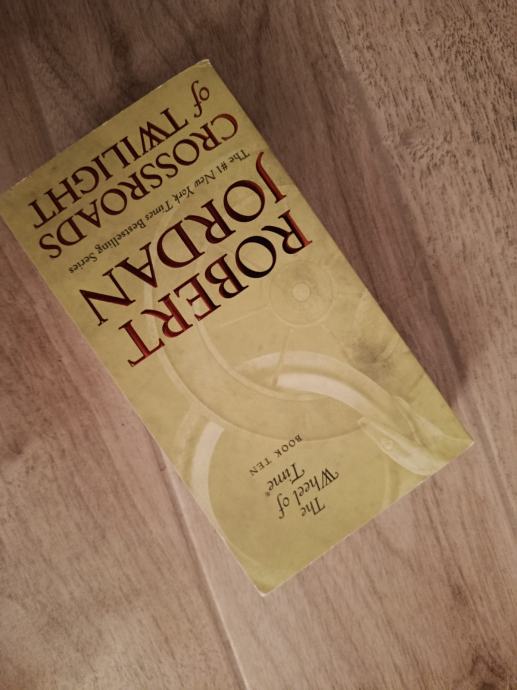 The
Wheel of
Time®
BOOK TEN
ROBERT
JORDAN
The #1 New York Times Bestselling Series
CROSSROADS
of TWILIGHT